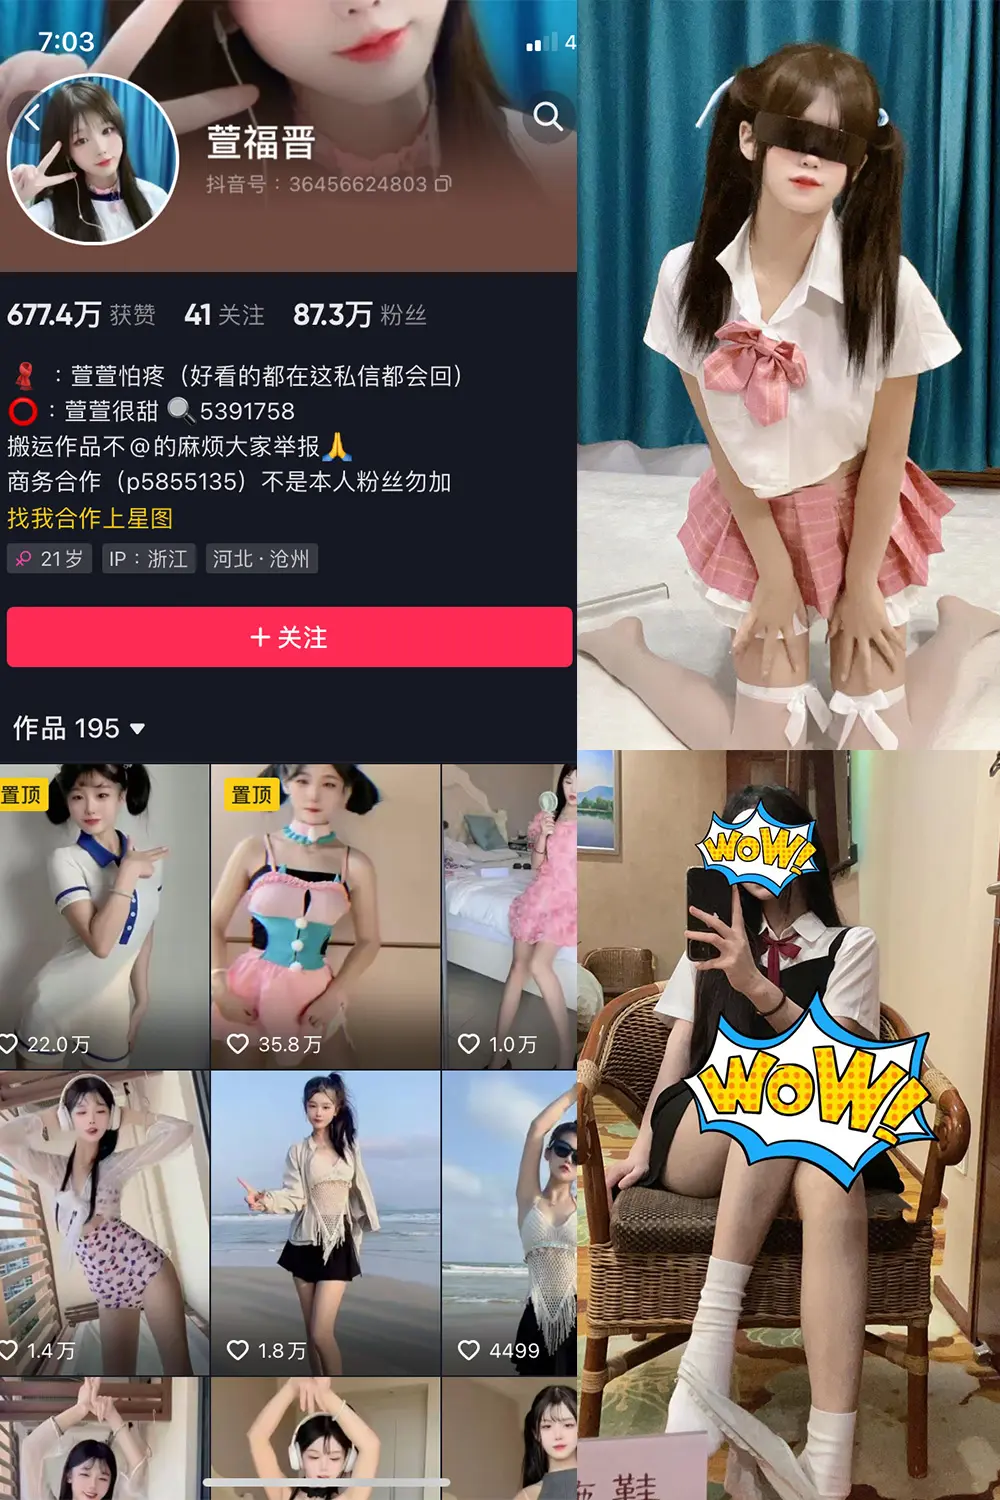 7:03
4
萱福晋
抖音号：36456624803
677.4万 获赞 41 关注 87.3万 粉丝
：萱萱怕疼（好看的都在这私信都会回）
：萱萱很甜 5391758
搬运作品不@的麻烦大家举报
商务合作（p5855135）不是本人粉丝勿加
找我合作上星图
21岁 IP：浙江 河北·沧州
+关注
作品 195
置顶
置顶
22.0万
35.8万
1.0万
1.4万
1.8万
4499
WOW!
WOW!
鞋